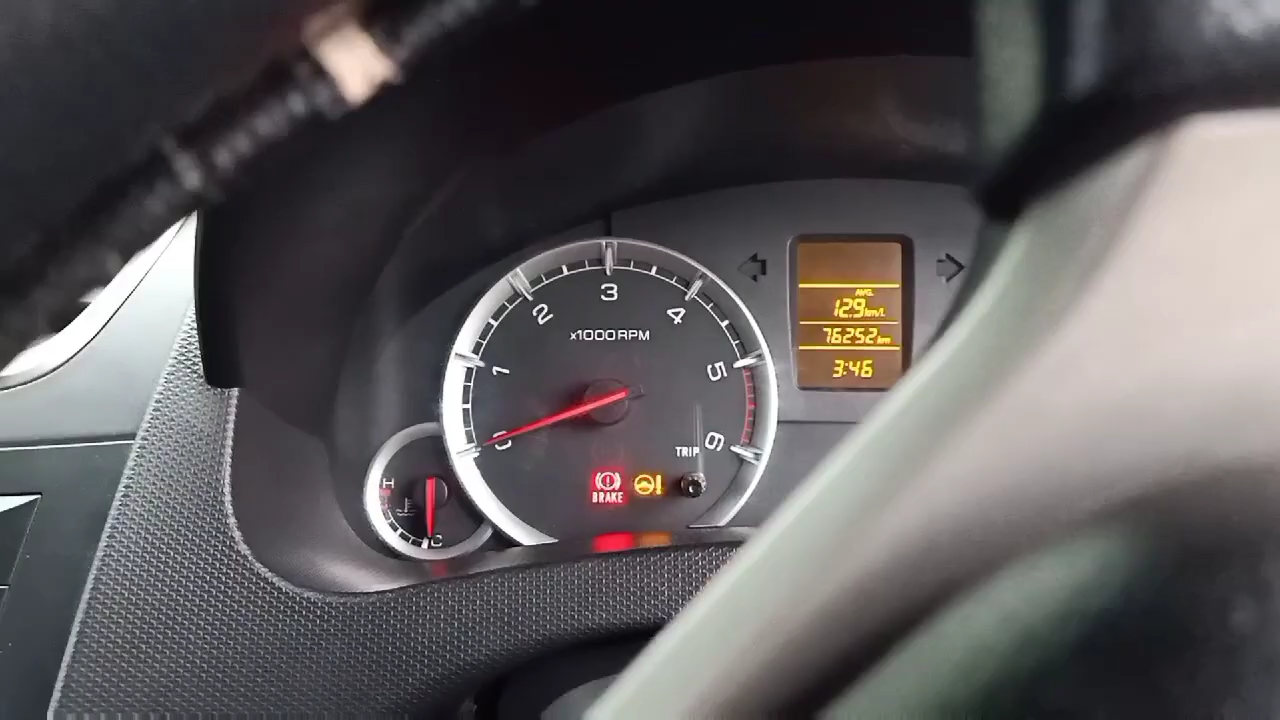 3
2
4
x1000RPM
1
5
0
6
AVG.
12.9km/L
76252km
3:46
TRIP
BRAKE
H
C